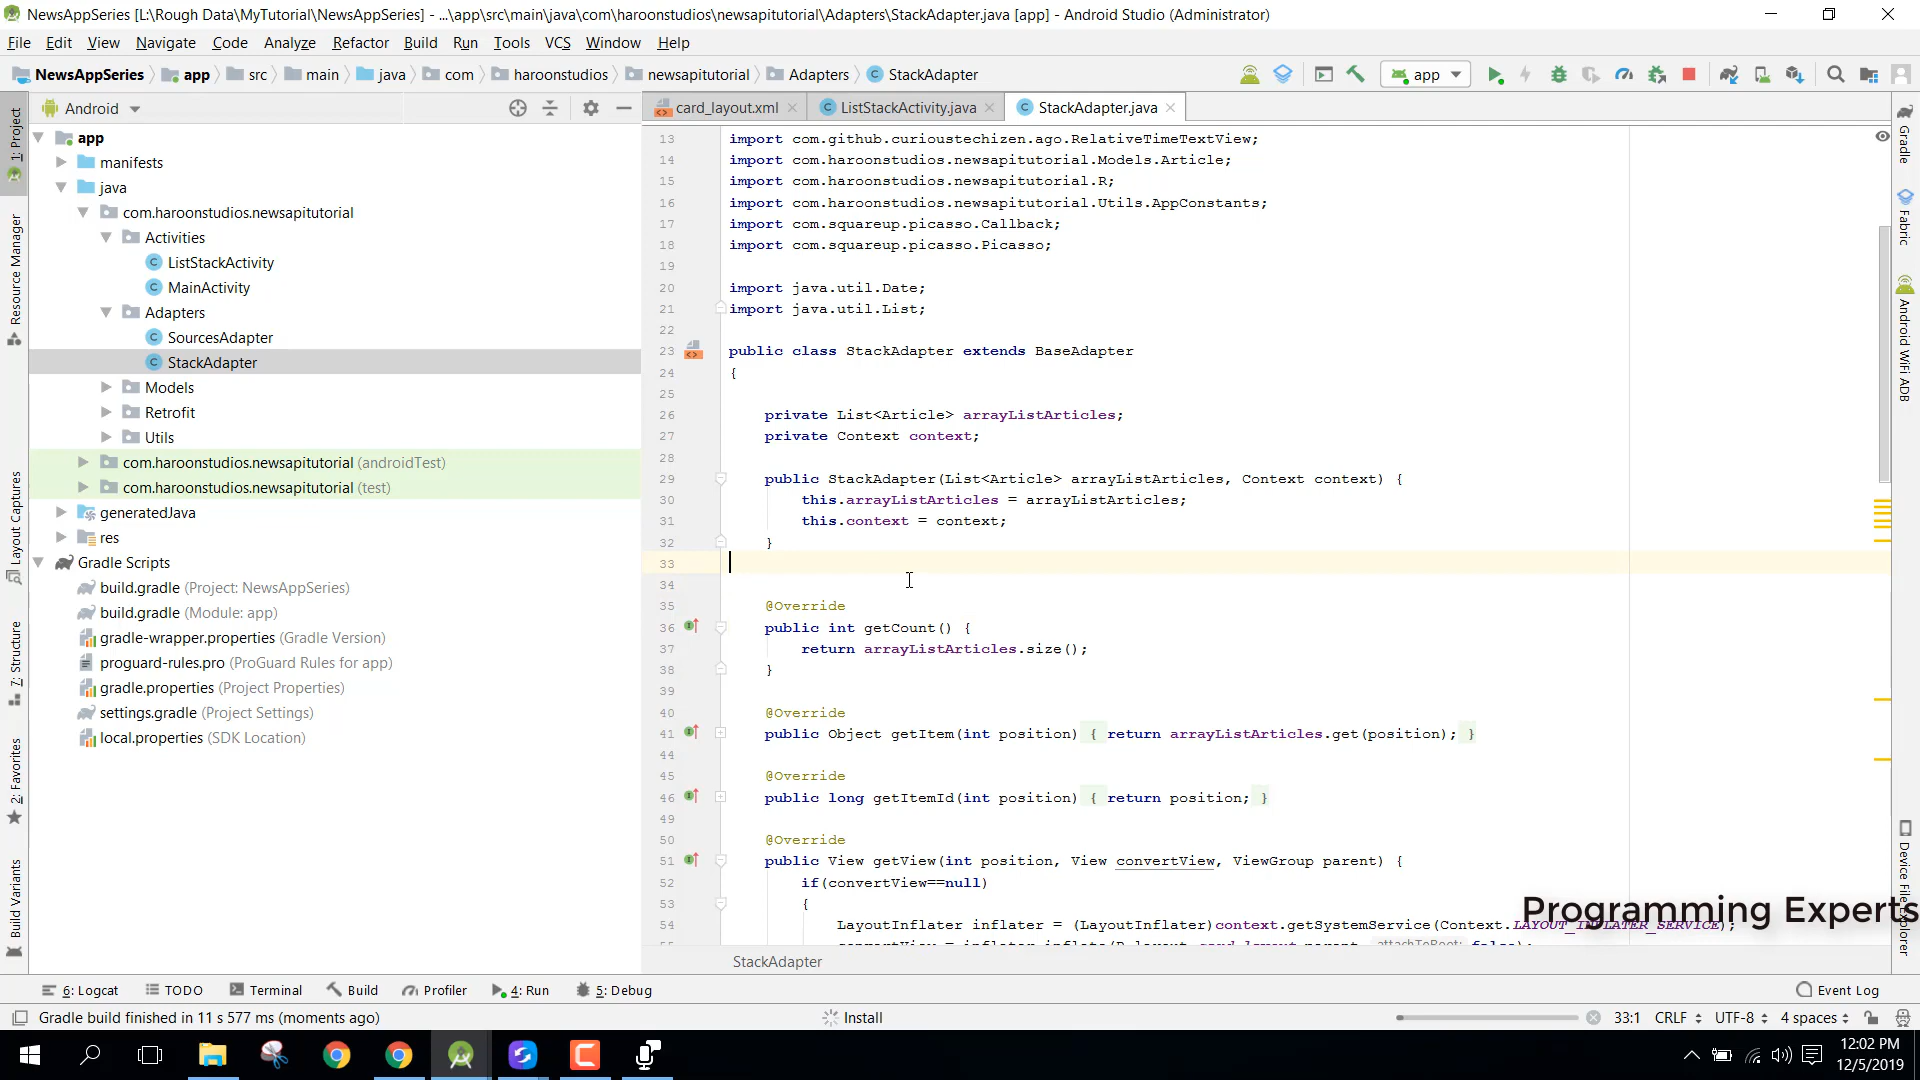 NewsAppSeries [L:\Rough Data\MyTutorial\NewsAppSeries] - ...\app\src\main\java\com\haroonstudios\newsapitutorial\Adapters\StackAdapter.java [app] - Android Studio (Administrator)
File Edit View Navigate Code Analyze Refactor Build Run Tools VCS Window Help
NewsAppSeries app src main java com haroonstudios newsapitutorial Adapters StackAdapter app
Android
card_layout.xml ListStackActivity.java StackAdapter.java
1: Project
Resource Manager
Layout Captures
7: Structure
2: Favorites
Build Variants
app
manifests
java
com.haroonstudios.newsapitutorial
Activities
ListStackActivity
MainActivity
Adapters
SourcesAdapter
StackAdapter
Models
Retrofit
Utils
com.haroonstudios.newsapitutorial (androidTest)
com.haroonstudios.newsapitutorial (test)
generatedJava
res
Gradle Scripts
build.gradle (Project: NewsAppSeries)
build.gradle (Module: app)
gradle-wrapper.properties (Gradle Version)
proguard-rules.pro (ProGuard Rules for app)
gradle.properties (Project Properties)
settings.gradle (Project Settings)
local.properties (SDK Location)
13 import com.github.curioustechizen.ago.RelativeTimeTextView;
14 import com.haroonstudios.newsapitutorial.Models.Article;
15 import com.haroonstudios.newsapitutorial.R;
16 import com.haroonstudios.newsapitutorial.Utils.AppConstants;
17 import com.squareup.picasso.Callback;
18 import com.squareup.picasso.Picasso;
19
20 import java.util.Date;
21 import java.util.List;
22
23 public class StackAdapter extends BaseAdapter
24 {
25
26 private List<Article> arrayListArticles;
27 private Context context;
28
29 public StackAdapter(List<Article> arrayListArticles, Context context) {
30 this.arrayListArticles = arrayListArticles;
31 this.context = context;
32 }
33
34
35 @Override
36 public int getCount() {
37 return arrayListArticles.size();
38 }
39
40 @Override
41 public Object getItem(int position) { return arrayListArticles.get(position); }
44
45 @Override
46 public long getItemId(int position) { return position; }
49
50 @Override
51 public View getView(int position, View convertView, ViewGroup parent) {
52 if(convertView==null)
53 {
54 LayoutInflater inflater = (LayoutInflater)context.getSystemService(Context.LAYOUT_INFLATER_SERVICE);
StackAdapter
Programming Experts
Gradle
Fabric
Android WiFi ADB
Device File Explorer
6: Logcat TODO Terminal Build Profiler 4: Run 5: Debug Event Log
Gradle build finished in 11 s 577 ms (moments ago) Install 33:1 CRLF UTF-8 4 spaces
12:02 PM
12/5/2019